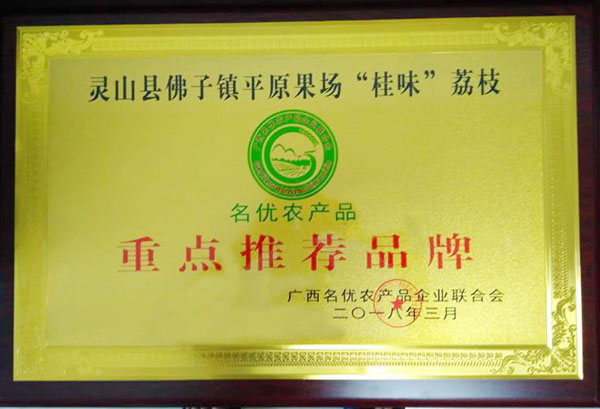 灵山县佛子镇平原果场“桂味”荔枝
名优农产品
重点推荐品牌
广西名优农产品企业联合会
二〇一八年三月